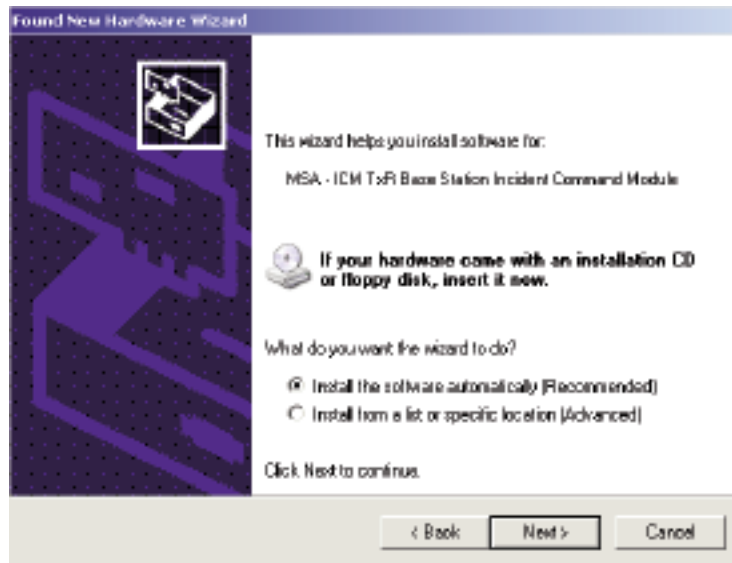 Found New Hardware Wizard
This wizard helps you install software for:
MSA - ICM TxR Base Station Incident Command Module
If your hardware came with an installation CD
or floppy disk, insert it now.
What do you want the wizard to do?
Install the software automatically (Recommended)
Install from a list or specific location (Advanced)
Click Next to continue.
< Back
Next >
Cancel